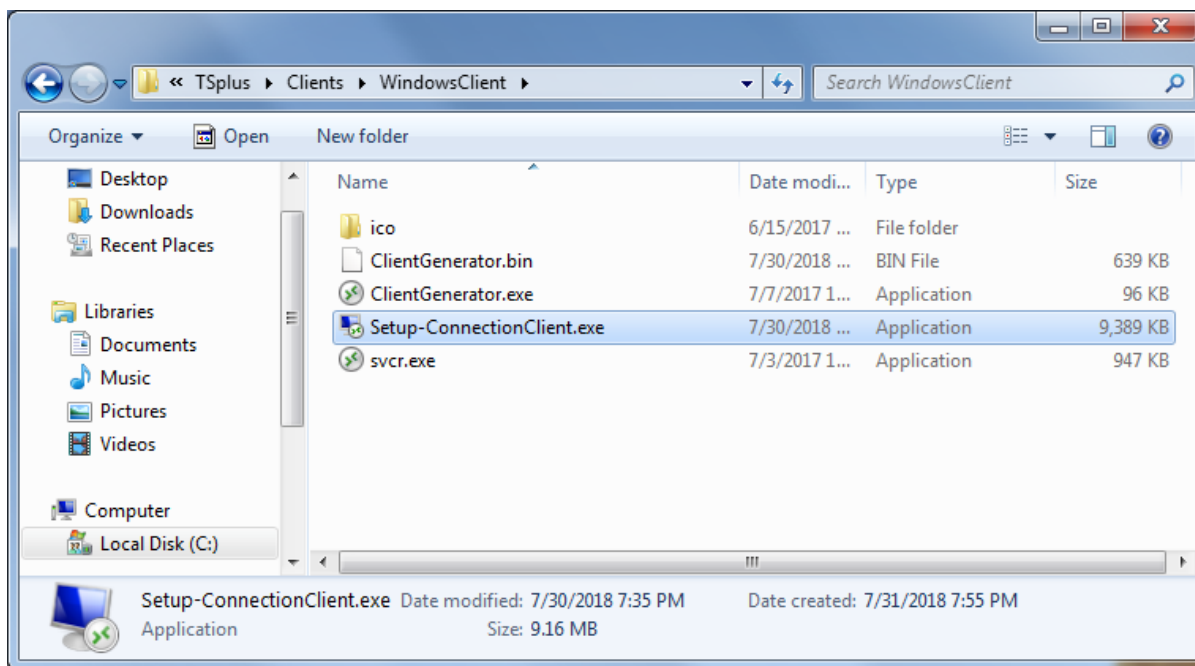 « TSplus ▸ Clients ▸ WindowsClient ▸ Search WindowsClient
Organize Open New folder
Desktop
Downloads
Recent Places
Libraries
Documents
Music
Pictures
Videos
Computer
Local Disk (C:)
Name Date modi... Type Size
ico 6/15/2017 ... File folder
ClientGenerator.bin 7/30/2018 ... BIN File 639 KB
ClientGenerator.exe 7/7/2017 1... Application 96 KB
Setup-ConnectionClient.exe 7/30/2018 ... Application 9,389 KB
svcr.exe 7/3/2017 1... Application 947 KB
Setup-ConnectionClient.exe Date modified: 7/30/2018 7:35 PM Date created: 7/31/2018 7:55 PM
Application Size: 9.16 MB